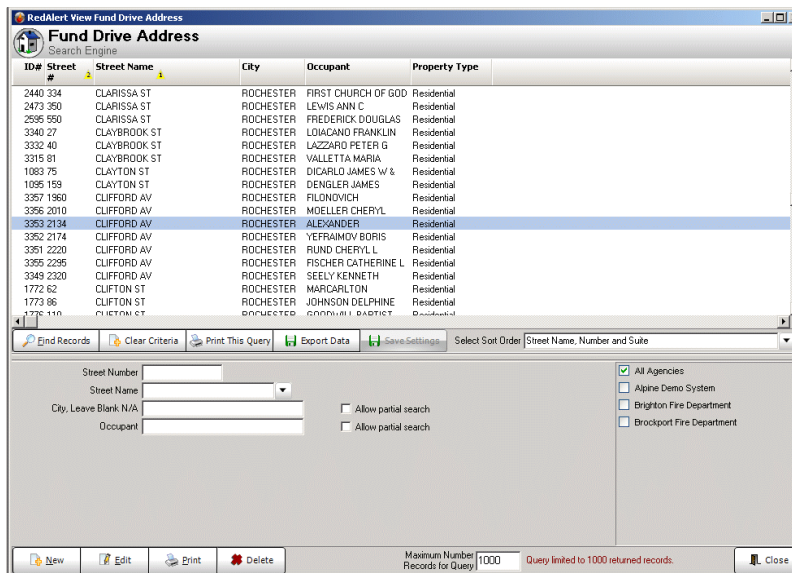 RedAlert View Fund Drive Address
Fund Drive Address
Search Engine
ID# Street # 2 Street Name 1 City Occupant Property Type
2440 334 CLARISSA ST ROCHESTER FIRST CHURCH OF GOD Residential
2473 350 CLARISSA ST ROCHESTER LEWIS ANN C Residential
2595 550 CLARISSA ST ROCHESTER FREDERICK DOUGLAS Residential
3340 27 CLAYBROOK ST ROCHESTER LOIACANO FRANKLIN Residential
3332 40 CLAYBROOK ST ROCHESTER LAZZARO PETER G Residential
3315 81 CLAYBROOK ST ROCHESTER VALLETTA MARIA Residential
1083 75 CLAYTON ST ROCHESTER DICARLO JAMES W & Residential
1095 159 CLAYTON ST ROCHESTER DENGLER JAMES Residential
3357 1960 CLIFFORD AV ROCHESTER FILONOVICH Residential
3356 2010 CLIFFORD AV ROCHESTER MOELLER CHERYL Residential
3353 2134 CLIFFORD AV ROCHESTER ALEXANDER Residential
3352 2174 CLIFFORD AV ROCHESTER YEFRAIMOV BORIS Residential
3351 2220 CLIFFORD AV ROCHESTER RUND CHERYL L Residential
3355 2295 CLIFFORD AV ROCHESTER FISCHER CATHERINE L Residential
3349 2320 CLIFFORD AV ROCHESTER SEELY KENNETH Residential
1772 62 CLIFTON ST ROCHESTER MARCARLTON Residential
1773 86 CLIFTON ST ROCHESTER JOHNSON DELPHINE Residential
1776 110 CLIFTON ST ROCHESTER GOODWILL BAPTIST Residential
Find Records Clear Criteria Print This Query Export Data Save Settings Select Sort Order Street Name, Number and Suite
Street Number
Street Name
City, Leave Blank N/A Allow partial search
Occupant Allow partial search
All Agencies
Alpine Demo System
Brighton Fire Department
Brockport Fire Department
New Edit Print Delete Maximum Number Records for Query 1000 Query limited to 1000 returned records. Close